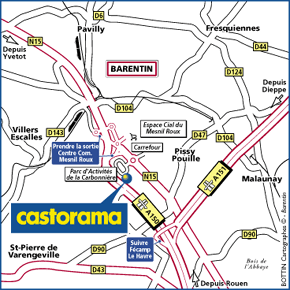 D6
Pavilly
Fresquiennes
N15
D44
Depuis
Yvetot
BARENTIN
D124
Depuis
Dieppe
D104
D104
Espace Cial du
Mesnil Roux
Villers
Escalles
D143
D47
D104
Prendre la sortie
Centre Com.
Mesnil Roux
Carrefour
Pissy
Pouille
Parc d'Activités
de la Carbonnière
N15
A151
Malaunay
castorama
A150
St-Pierre de
Varengeville
D90
D43
Suivre
Fécamp
Le Havre
D90
Bois de
l'Abbaye
Depuis Rouen
BOTTIN Cartographes © - Barentin